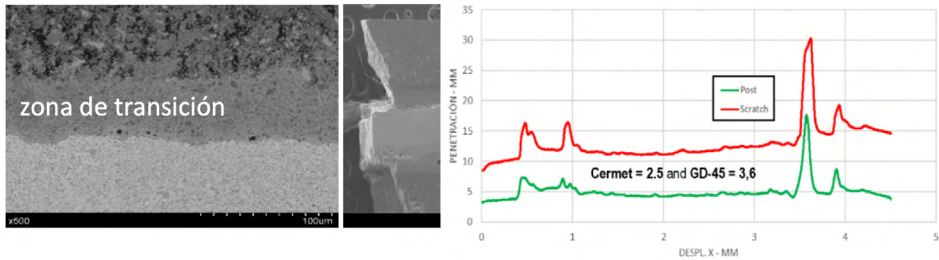 zona de transición
x500
100um
PENETRACIÓN - MM
35
30
25
20
15
10
5
0
Post
Scratch
Cermet = 2.5 and GD-45 = 3,6
0
1
2
3
4
5
DESPL. X - MM